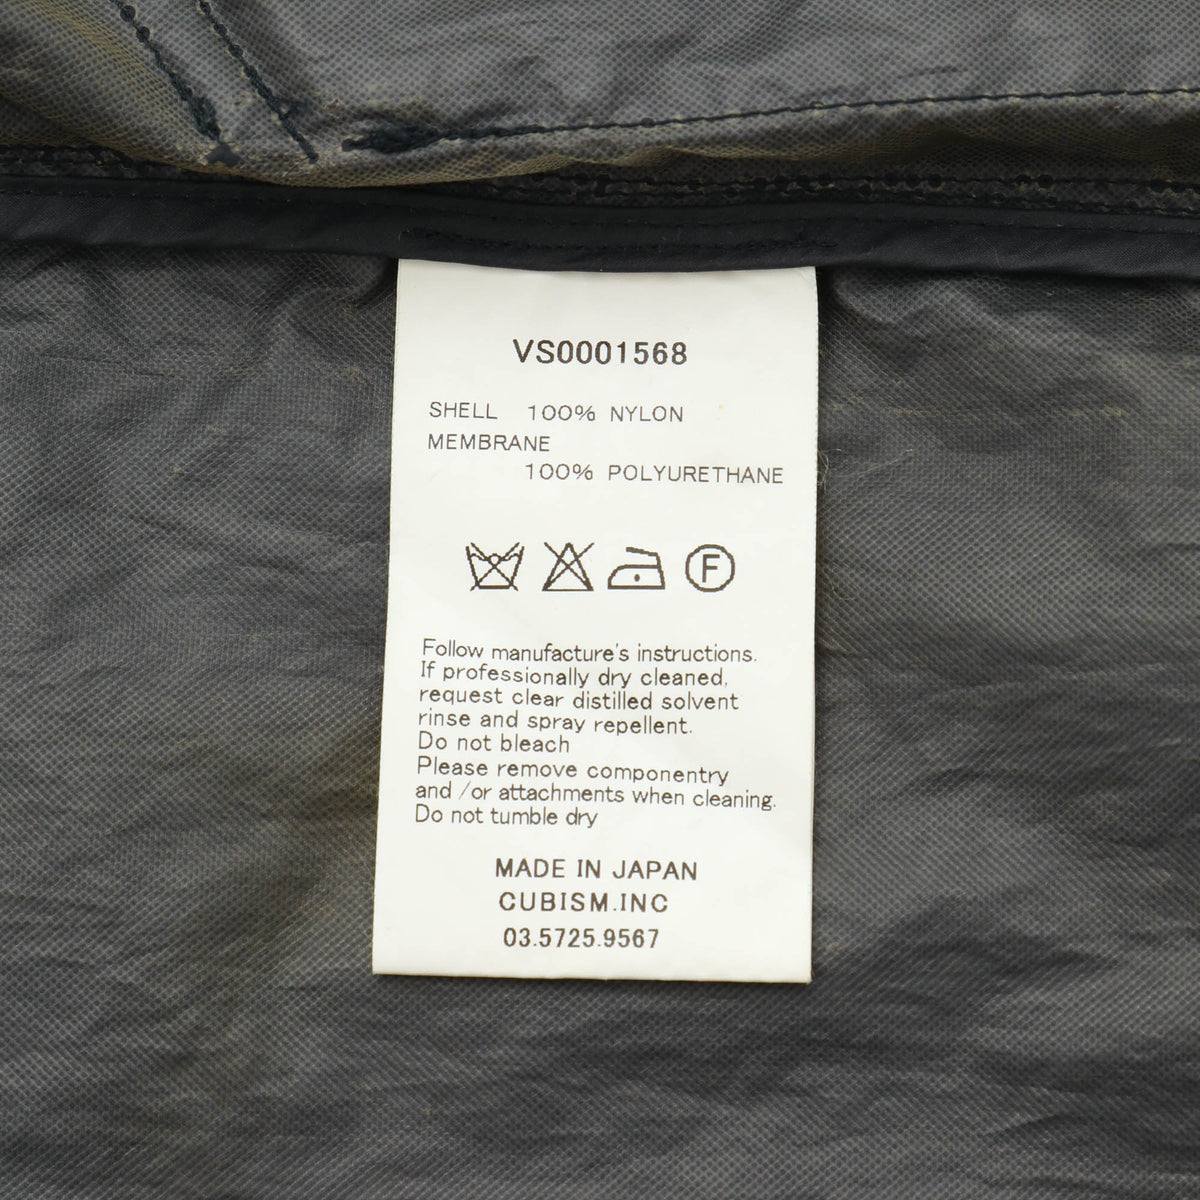 VS0001568
SHELL 100% NYLON
MEMBRANE
100% POLYURETHANE
F
Follow manufacture's instructions.
If professionally dry cleaned,
request clear distilled solvent
rinse and spray repellent.
Do not bleach
Please remove componentry
and /or attachments when cleaning.
Do not tumble dry
MADE IN JAPAN
CUBISM.INC
03.5725.9567